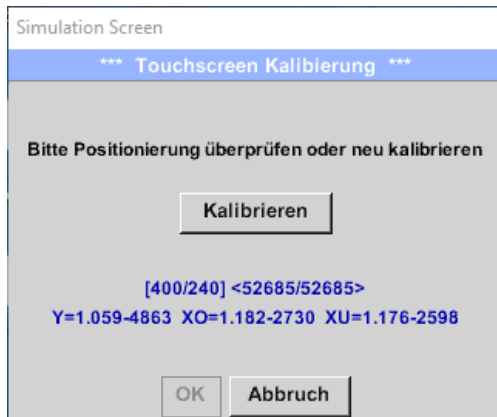 Simulation Screen
*** Touchscreen Kalibierung ***
Bitte Positionierung überprüfen oder neu kalibrieren
Kalibrieren
[400/240] <52685/52685>
Y=1.059-4863 XO=1.182-2730 XU=1.176-2598
OK Abbruch